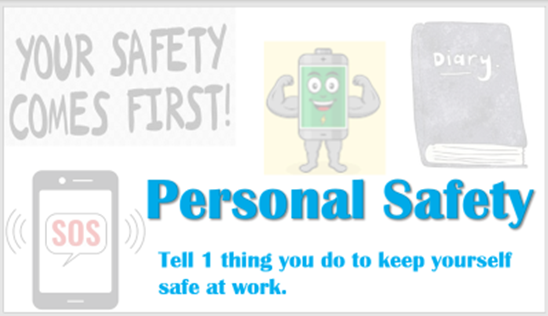 YOUR SAFETY
COMES FIRST!
Diary.
SOS
Personal Safety
Tell 1 thing you do to keep yourself
safe at work.